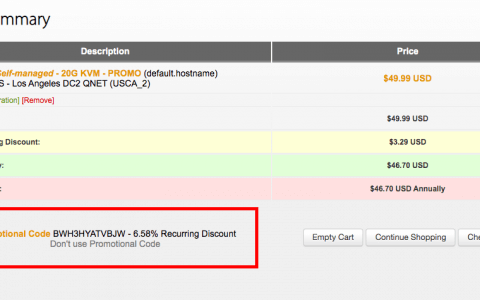 ummary
Description Price
Self-managed - 20G KVM - PROMO (default.hostname) $49.99 USD
S - Los Angeles DC2 QNET (USCA_2)
ration] [Remove]
$49.99 USD
g Discount: $3.29 USD
: $46.70 USD
: $46.70 USD Annually
otional Code BWH3HYATVBJW - 6.58% Recurring Discount
Don't use Promotional Code
Empty Cart Continue Shopping Che